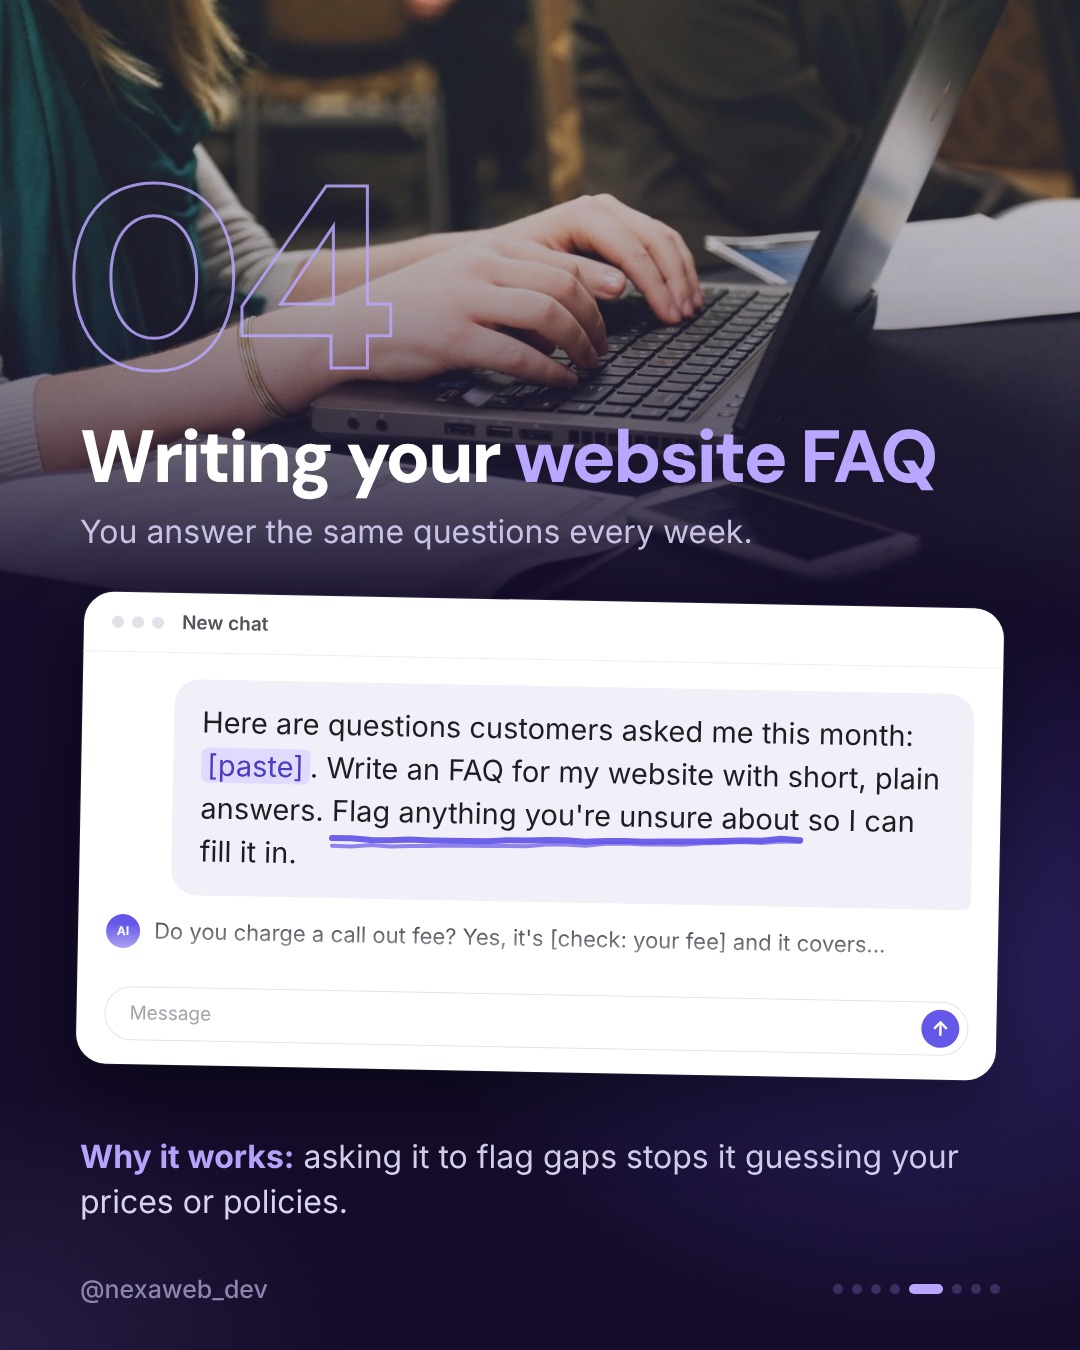 04
Writing your website FAQ
You answer the same questions every week.
New chat
Here are questions customers asked me this month:
[paste]. Write an FAQ for my website with short, plain
answers. Flag anything you're unsure about so I can
fill it in.
AI Do you charge a call out fee? Yes, it's [check: your fee] and it covers...
Message
Why it works: asking it to flag gaps stops it guessing your
prices or policies.
@nexaweb_dev